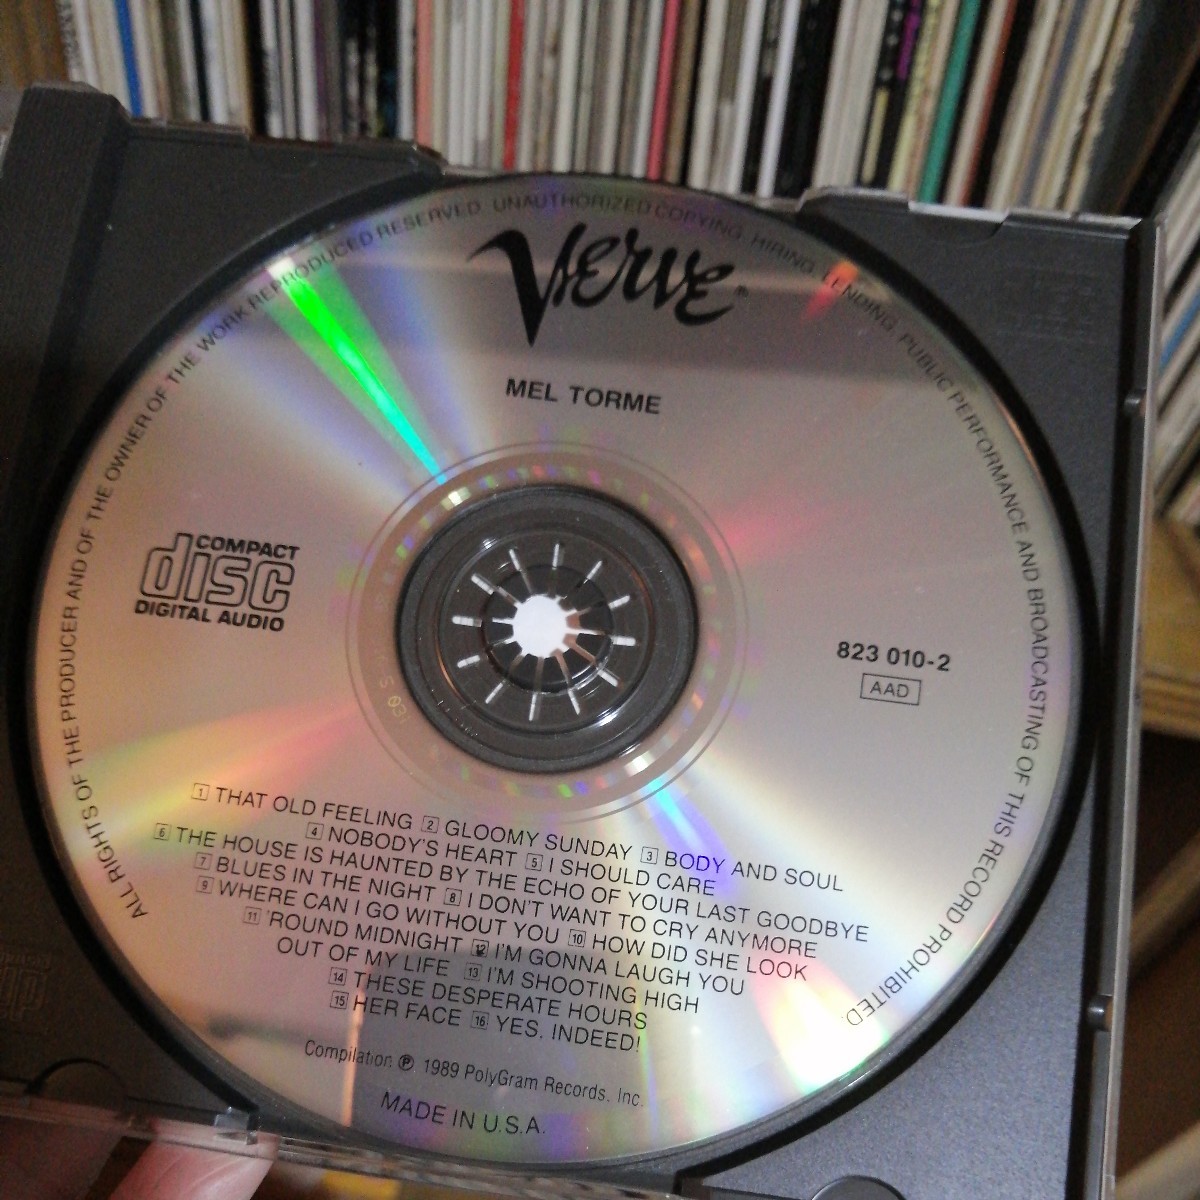 ALL RIGHTS OF THE PRODUCER AND OF THE OWNER OF THE WORK REPRODUCED RESERVED. UNAUTHORIZED COPYING, HIRING, LENDING, PUBLIC PERFORMANCE AND BROADCASTING OF THIS RECORD PROHIBITED.
Verve
MEL TORME
COMPACT
disc
DIGITAL AUDIO
823 010-2
AAD
1 THAT OLD FEELING 2 GLOOMY SUNDAY 3 BODY AND SOUL
4 NOBODY'S HEART 5 I SHOULD CARE
6 THE HOUSE IS HAUNTED BY THE ECHO OF YOUR LAST GOODBYE
7 BLUES IN THE NIGHT 8 I DON'T WANT TO CRY ANYMORE
9 WHERE CAN I GO WITHOUT YOU 10 HOW DID SHE LOOK
11 'ROUND MIDNIGHT 12 I'M GONNA LAUGH YOU
OUT OF MY LIFE 13 I'M SHOOTING HIGH
14 THESE DESPERATE HOURS
15 HER FACE 16 YES. INDEED!
Compilation ℗ 1989 PolyGram Records, Inc.
MADE IN U.S.A.